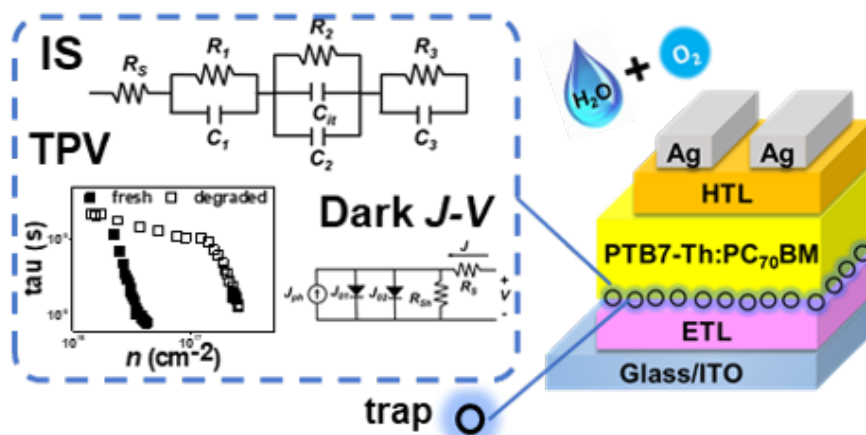 IS
R_S
R_1
C_1
R_2
C_it
C_2
R_3
C_3
H₂O + O₂
TPV
fresh degraded
tau (s)
n (cm-2)
Dark J-V
J_ph
J_01
J_02
R_Sh
R_S
J
+
V
-
Ag Ag
HTL
PTB7-Th:PC₇₀BM
ETL
Glass/ITO
trap